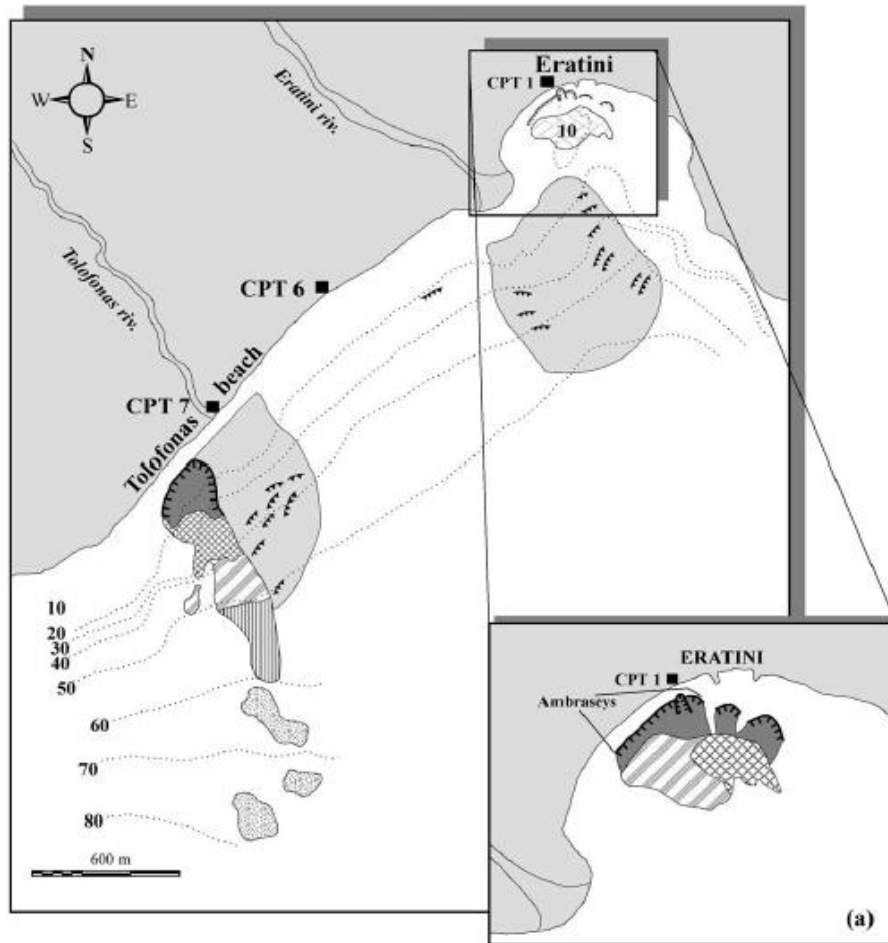 N
W E
S
Eratini riv.
Eratini
CPT 1
10
Tolofonas riv.
CPT 6
CPT 7
Tolofonas beach
10
20
30
40
50
60
70
80
600 m
ERATINI
CPT 1
Ambraseys
(a)